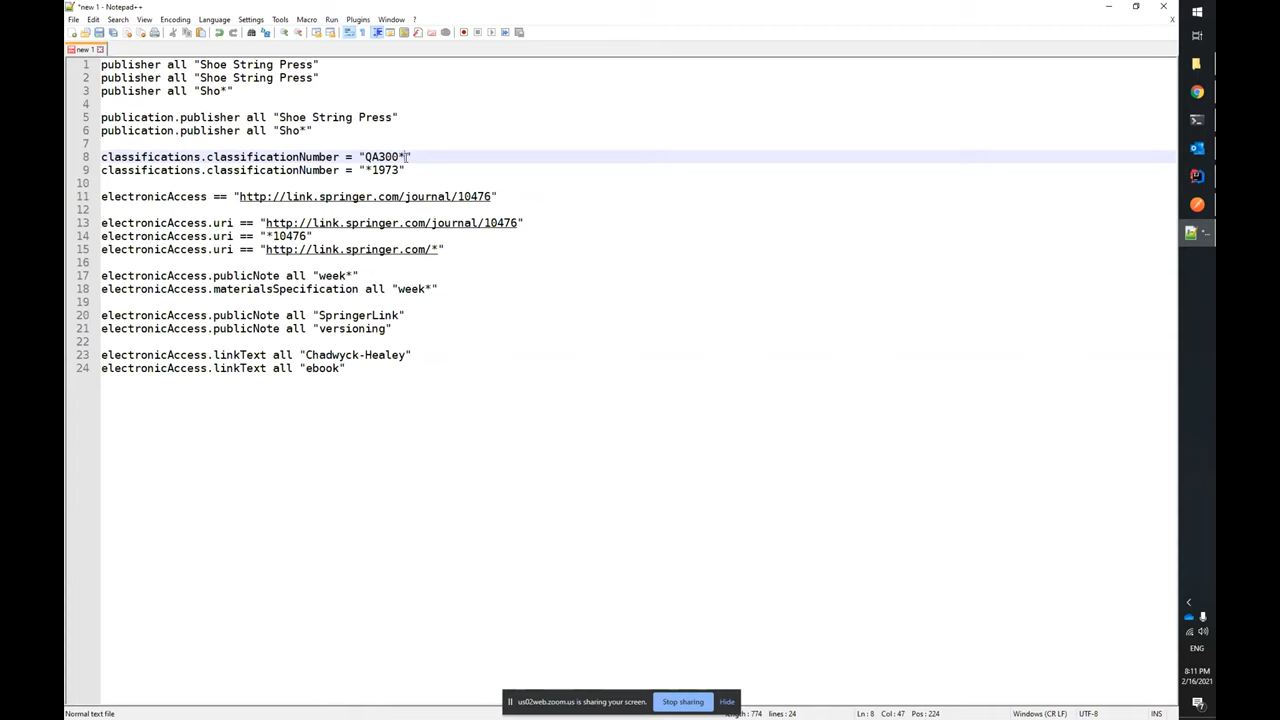 *new 1 - Notepad++
File Edit Search View Encoding Language Settings Tools Macro Run Plugins Window ?
X
new 1
1 publisher all "Shoe String Press"
2 publisher all "Shoe String Press"
3 publisher all "Sho*"
4
5 publication.publisher all "Shoe String Press"
6 publication.publisher all "Sho*"
7
8 classifications.classificationNumber = "QA300*"
9 classifications.classificationNumber = "*1973"
10
11 electronicAccess == "http://link.springer.com/journal/10476"
12
13 electronicAccess.uri == "http://link.springer.com/journal/10476"
14 electronicAccess.uri == "*10476"
15 electronicAccess.uri == "http://link.springer.com/*"
16
17 electronicAccess.publicNote all "week*"
18 electronicAccess.materialsSpecification all "week*"
19
20 electronicAccess.publicNote all "SpringerLink"
21 electronicAccess.publicNote all "versioning"
22
23 electronicAccess.linkText all "Chadwyck-Healey"
24 electronicAccess.linkText all "ebook"
ENG
8:11 PM
2/16/2021
us02web.zoom.us is sharing your screen. Stop sharing Hide
Normal text file length : 774 lines : 24 Ln : 8 Col : 47 Pos : 224 Windows (CR LF) UTF-8 INS